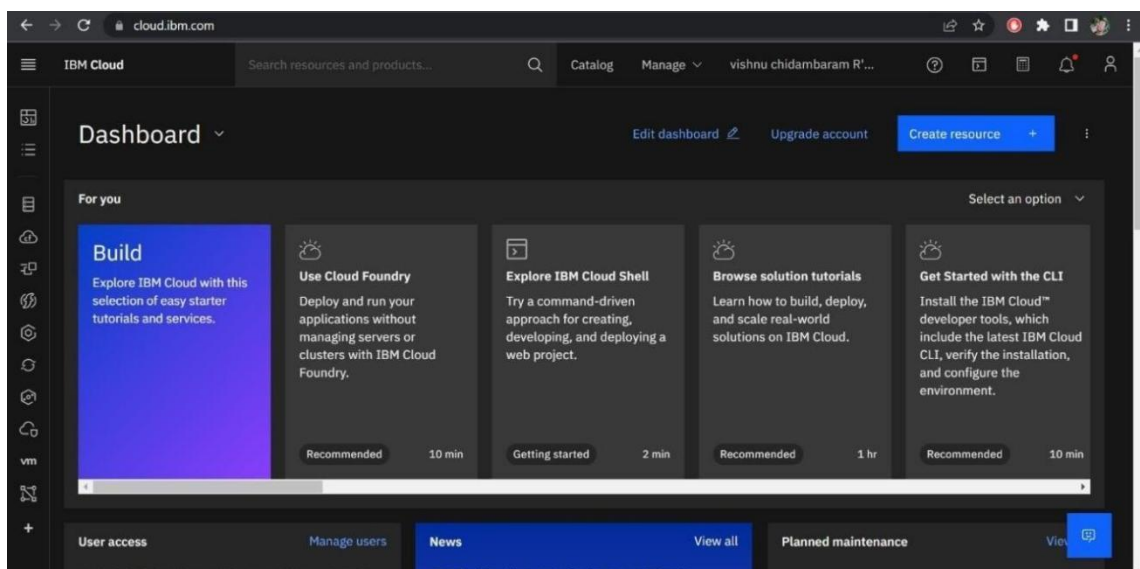 cloud.ibm.com
IBM Cloud
Search resources and products...
Catalog
Manage
vishnu chidambaram R'...
Dashboard
Edit dashboard
Upgrade account
Create resource +
For you
Select an option
Build
Explore IBM Cloud with this
selection of easy starter
tutorials and services.
Use Cloud Foundry
Deploy and run your
applications without
managing servers or
clusters with IBM Cloud
Foundry.
Recommended
10 min
Explore IBM Cloud Shell
Try a command-driven
approach for creating,
developing, and deploying a
web project.
Getting started
2 min
Browse solution tutorials
Learn how to build, deploy,
and scale real-world
solutions on IBM Cloud.
Recommended
1 hr
Get Started with the CLI
Install the IBM Cloud™
developer tools, which
include the latest IBM Cloud
CLI, verify the installation,
and configure the
environment.
Recommended
10 min
vm
User access
Manage users
News
View all
Planned maintenance